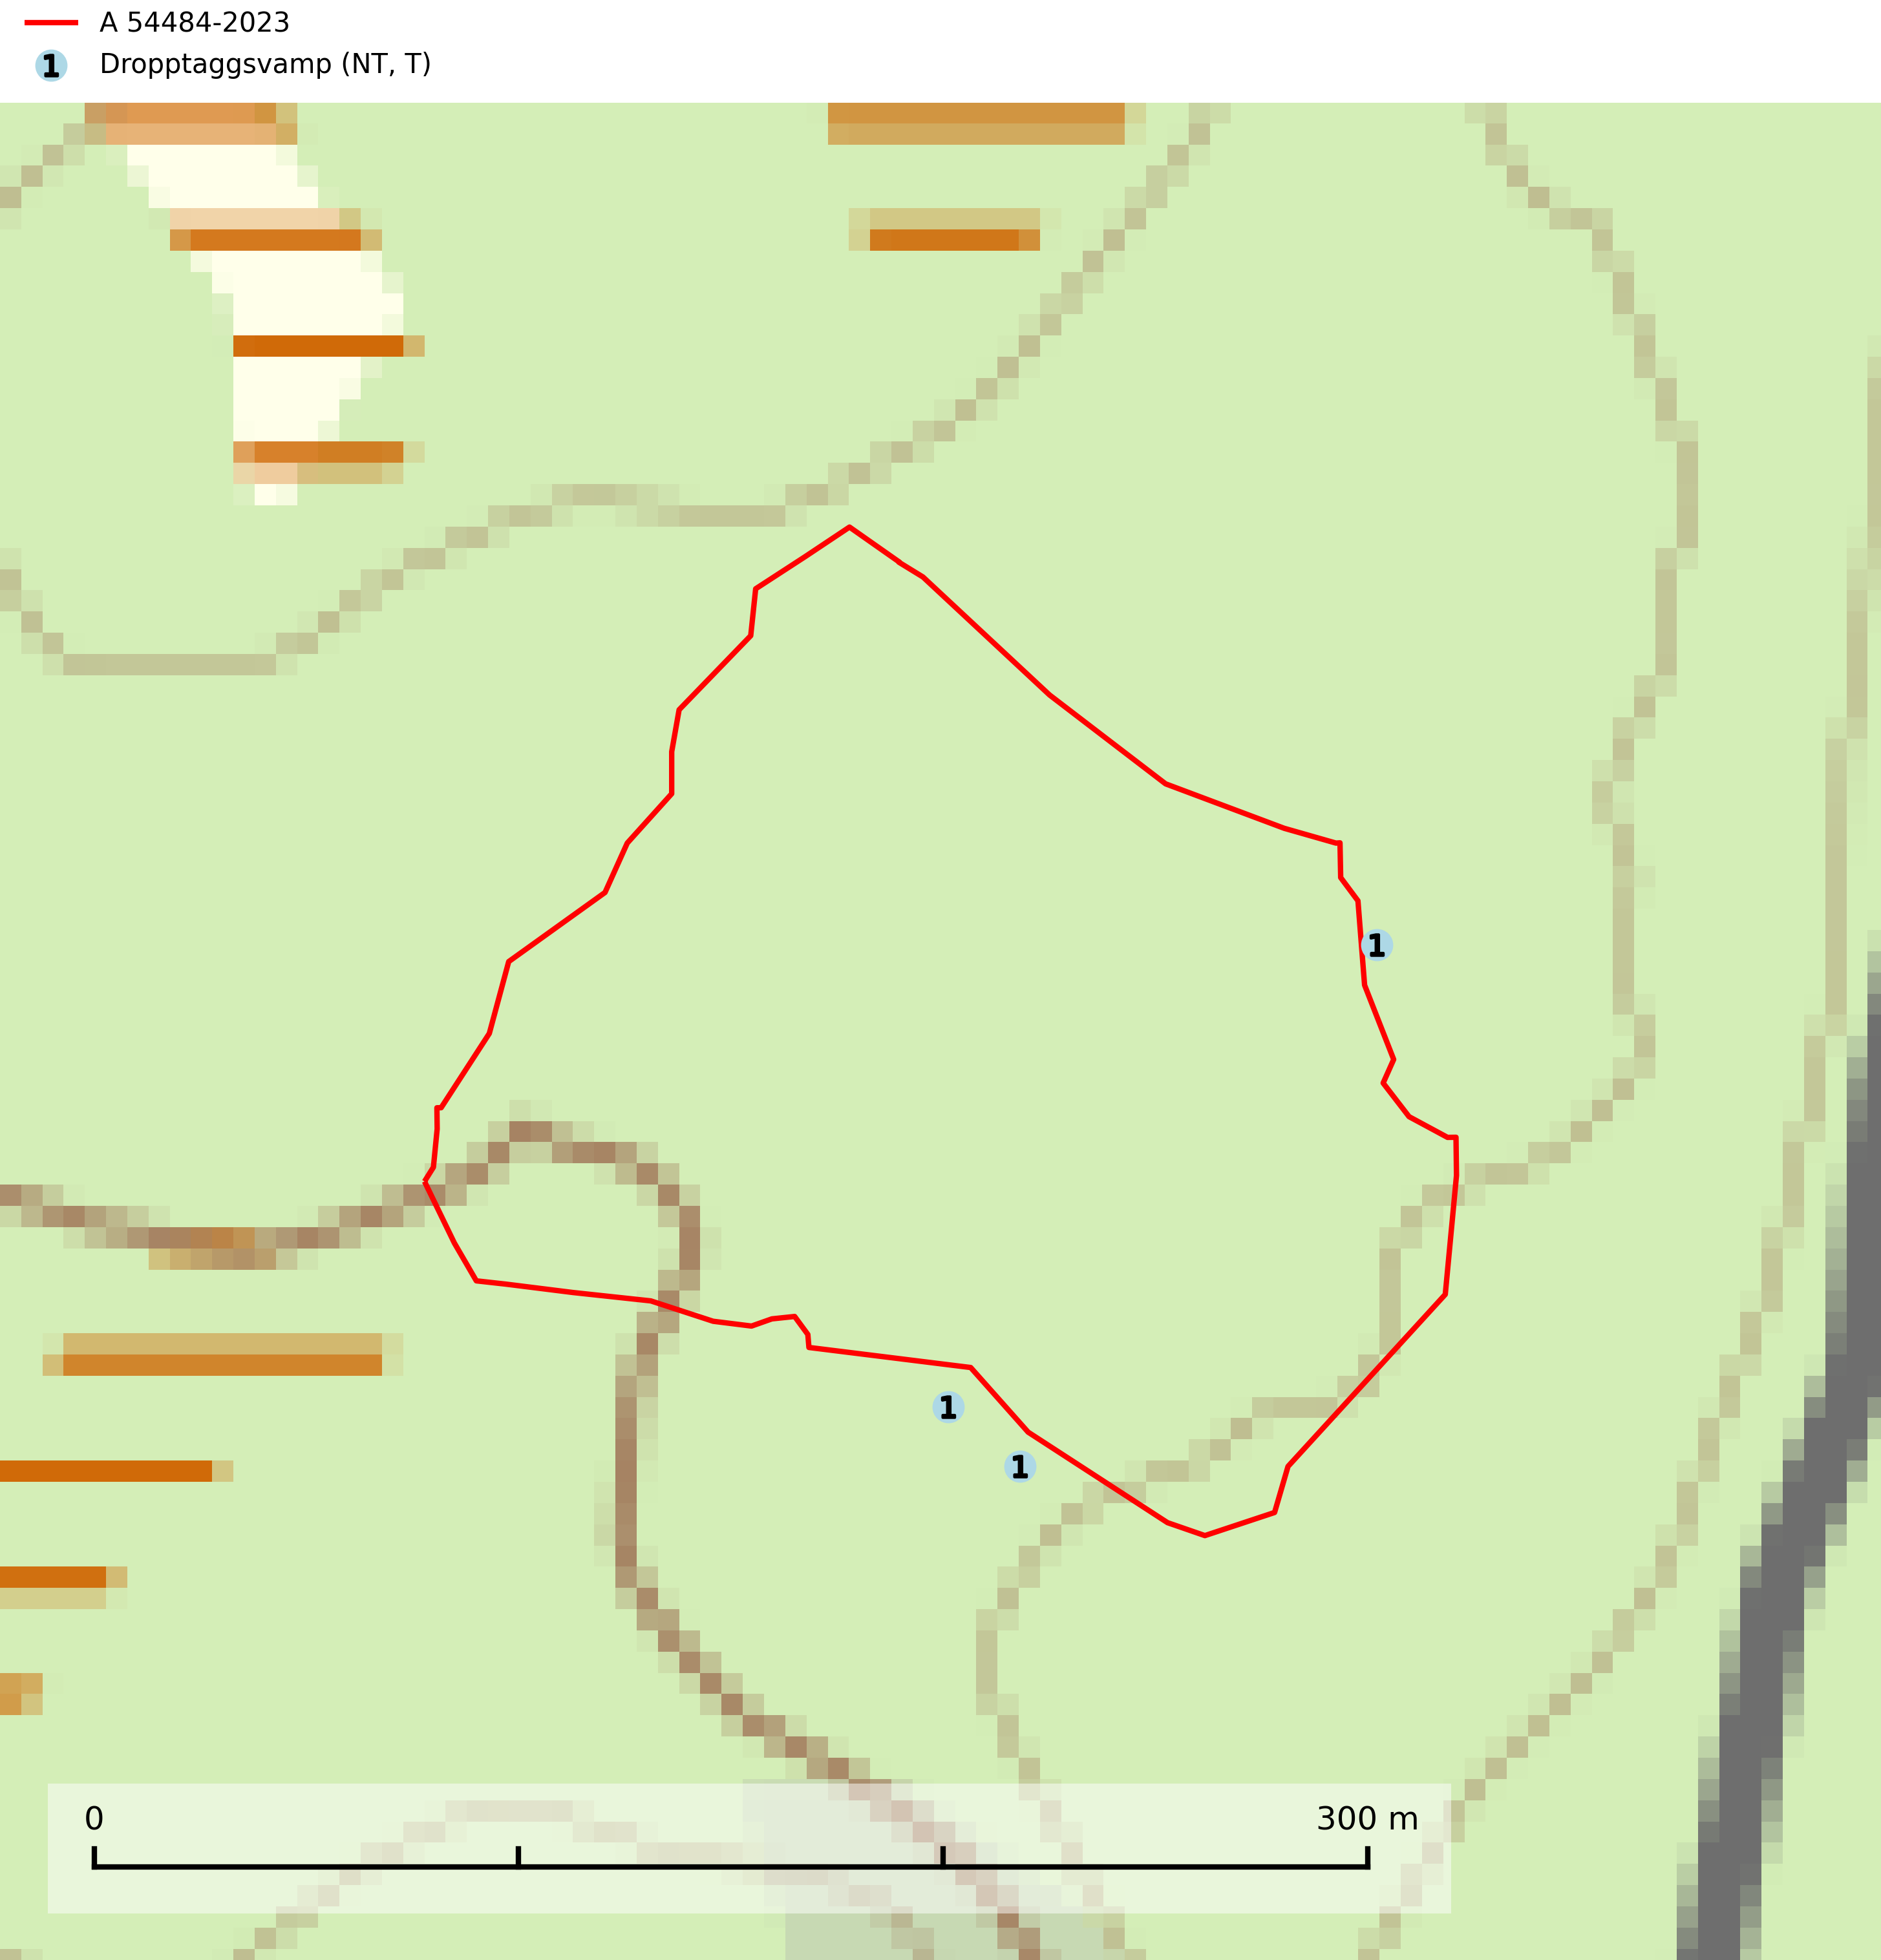 A 54484-2023
1 Dropptaggsvamp (NT, T)
1
1
1
0 300 m